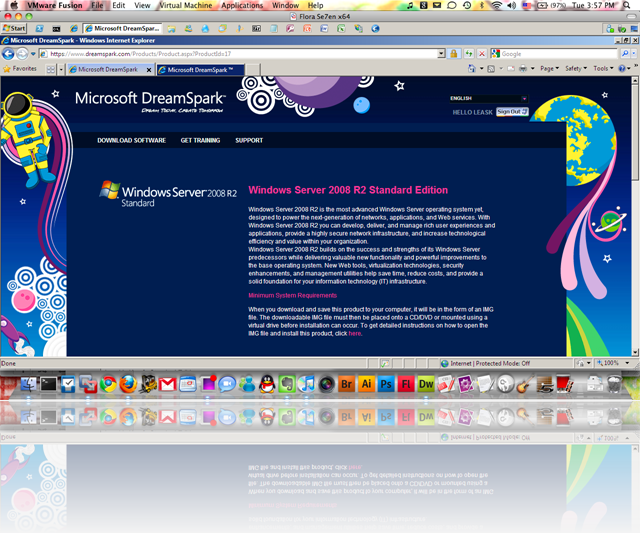 VMware Fusion File Edit View Virtual Machine Applications Window Help
(97%) Tue 3:57 PM
Flora Se7en x64
Start
Microsoft DreamSpark...
Microsoft DreamSpark - Windows Internet Explorer
https://www.dreamspark.com/Products/Product.aspx?ProductId=17
Google
Favorites
Microsoft DreamSpark
Microsoft DreamSpark ™
Page Safety Tools
Microsoft DreamSpark™
DREAM TODAY, CREATE TOMORROW
ENGLISH
HELLO LEASK Sign Out
DOWNLOAD SOFTWARE GET TRAINING SUPPORT
Windows Server 2008 R2
Standard
Windows Server 2008 R2 Standard Edition
Windows Server 2008 R2 is the most advanced Windows Server operating system yet,
designed to power the next-generation of networks, applications, and Web services. With
Windows Server 2008 R2 you can develop, deliver, and manage rich user experiences and
applications, provide a highly secure network infrastructure, and increase technological
efficiency and value within your organization.
Windows Server 2008 R2 builds on the success and strengths of its Windows Server
predecessors while delivering valuable new functionality and powerful improvements to
the base operating system. New Web tools, virtualization technologies, security
enhancements, and management utilities help save time, reduce costs, and provide a
solid foundation for your information technology (IT) infrastructure.
Minimum System Requirements
When you download and save this product to your computer, it will be in the form of an IMG
file. The downloadable IMG file must then be placed onto a CD/DVD or mounted using a
virtual drive before installation can occur. To get detailed instructions on how to open the
IMG file and install this product, click here.
Done
Internet | Protected Mode: Off
100%
Br Ai Ps Fl Dw